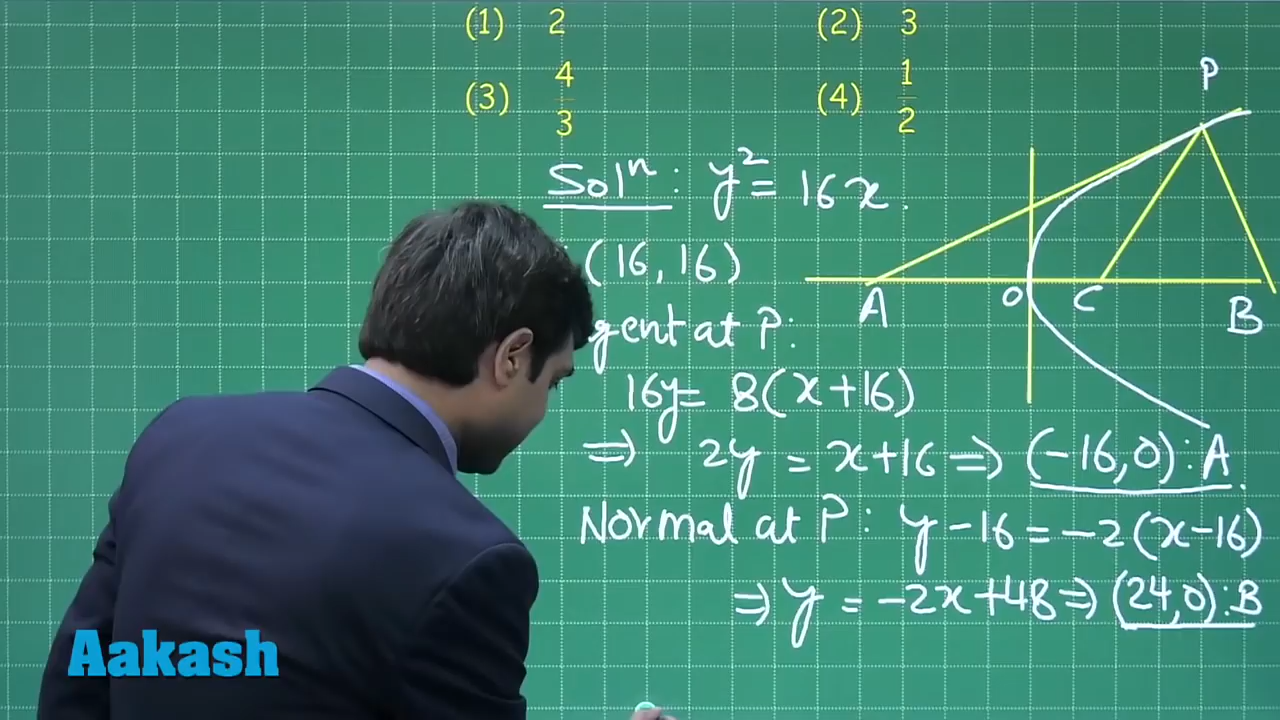 (1) 2 (2) 3
(3) 4/3 (4) 1/2
P
Solⁿ : y² = 16x.
(16, 16)
A O C B
gent at P:
16y = 8(x+16)
⇒ 2y = x+16 ⇒ (-16,0) : A.
Normal at P: y-16 = -2(x-16)
⇒ y = -2x+48 ⇒ (24,0) : B
Aakash